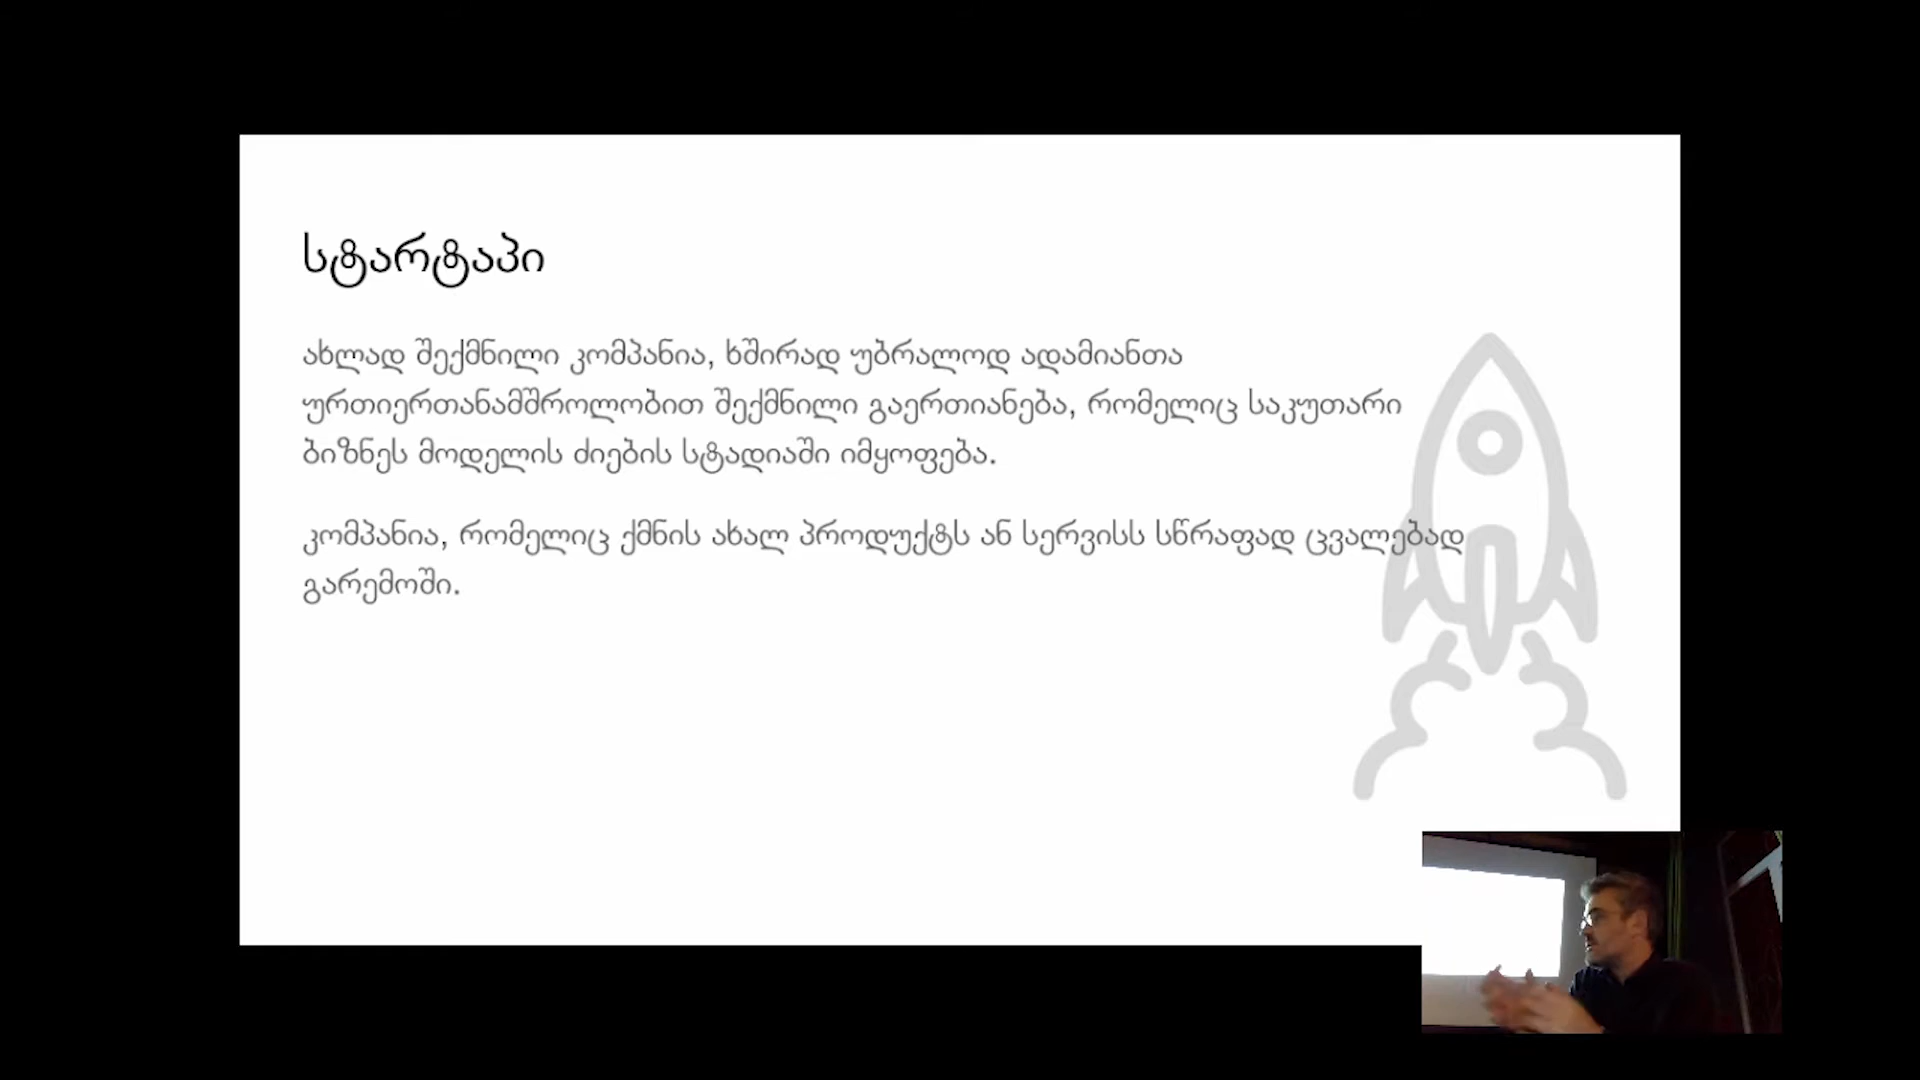 სტარტაპი
ახლად შექმნილი კომპანია, ხშირად უბრალოდ ადამიანთა
ურთიერთანამშროლობით შექმნილი გაერთიანება, რომელიც საკუთარი
ბიზნეს მოდელის ძიების სტადიაში იმყოფება.
კომპანია, რომელიც ქმნის ახალ პროდუქტს ან სერვისს სწრაფად ცვალებად
გარემოში.